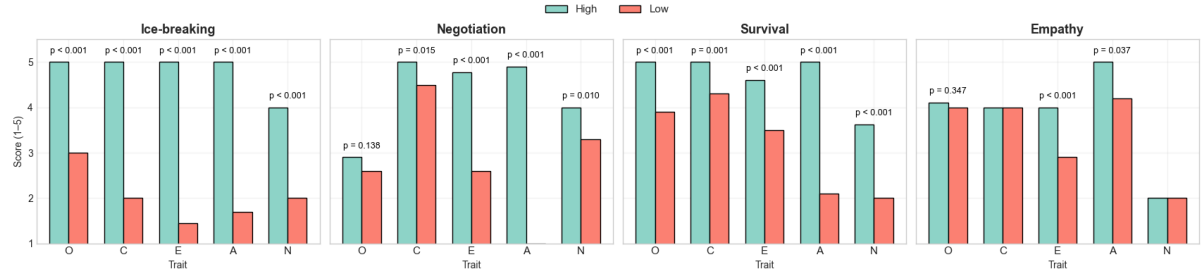 High Low
Ice-breaking Negotiation Survival Empathy
p < 0.001 p < 0.001 p < 0.001 p < 0.001 p = 0.015 p < 0.001 p < 0.001 p = 0.001 p < 0.001 p = 0.037
5
p < 0.001 p < 0.001
p < 0.001 p = 0.010 p = 0.347 p < 0.001
4
p < 0.001
3
p = 0.138
2
1
Score (1–5)
O C E A N O C E A N O C E A N O C E A N
Trait Trait Trait Trait